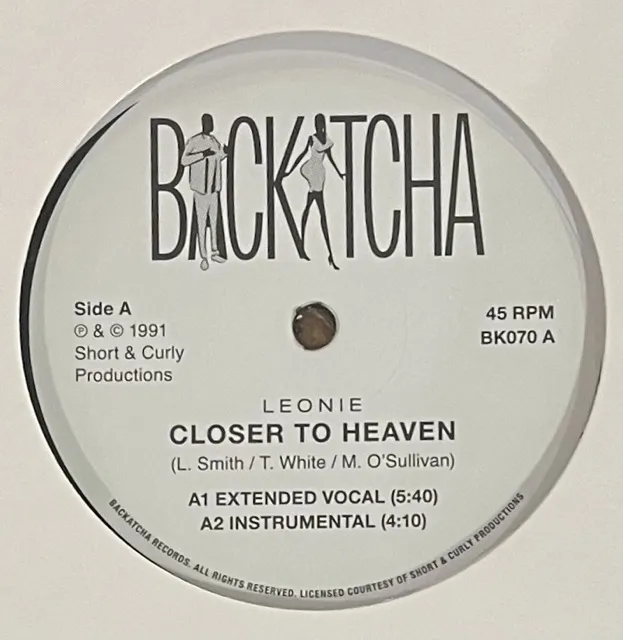 BACKATCHA
Side A
℗ & © 1991
Short & Curly
Productions
45 RPM
BK070 A
LEONIE
CLOSER TO HEAVEN
(L. Smith / T. White / M. O'Sullivan)
A1 EXTENDED VOCAL (5:40)
A2 INSTRUMENTAL (4:10)
BACKATCHA RECORDS. ALL RIGHTS RESERVED. LICENSED COURTESY OF SHORT & CURLY PRODUCTIONS